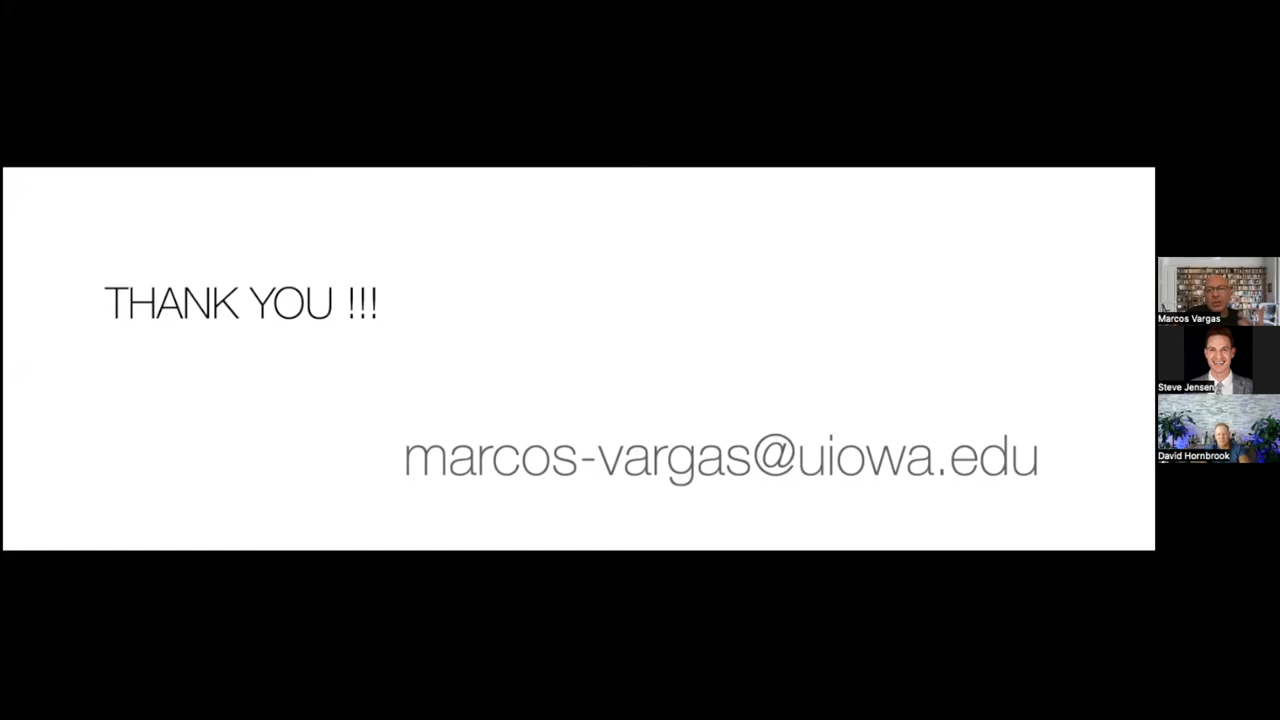 THANK YOU !!!
marcos-vargas@uiowa.edu
Marcos Vargas
Steve Jensen
David Hornbrook